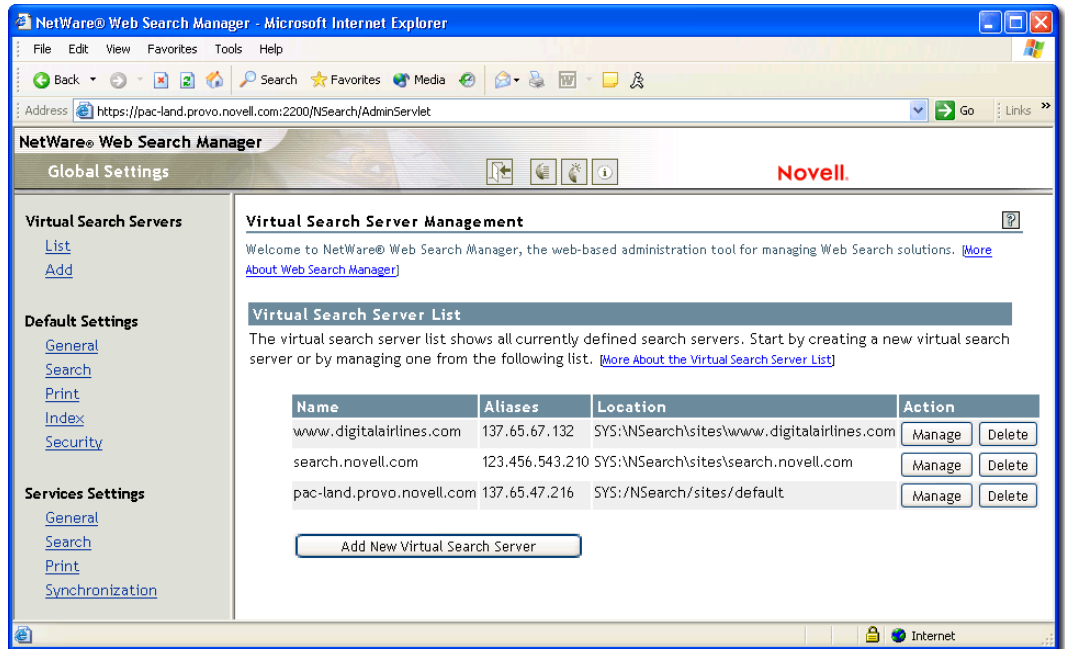 NetWare® Web Search Manager - Microsoft Internet Explorer
File Edit View Favorites Tools Help
Back Search Favorites Media
Address https://pac-land.provo.novell.com:2200/NSearch/AdminServlet Go Links »
NetWare® Web Search Manager
Global Settings
Novell.
Virtual Search Servers
List
Add
Default Settings
General
Search
Print
Index
Security
Services Settings
General
Search
Print
Synchronization
Virtual Search Server Management ?
Welcome to NetWare® Web Search Manager, the web-based administration tool for managing Web Search solutions. [More
About Web Search Manager]
Virtual Search Server List
The virtual search server list shows all currently defined search servers. Start by creating a new virtual search
server or by managing one from the following list. [More About the Virtual Search Server List]
Name Aliases Location Action
www.digitalairlines.com 137.65.67.132 SYS:\NSearch\sites\www.digitalairlines.com Manage Delete
search.novell.com 123.456.543.210 SYS:\NSearch\sites\search.novell.com Manage Delete
pac-land.provo.novell.com 137.65.47.216 SYS:/NSearch/sites/default Manage Delete
Add New Virtual Search Server
Internet